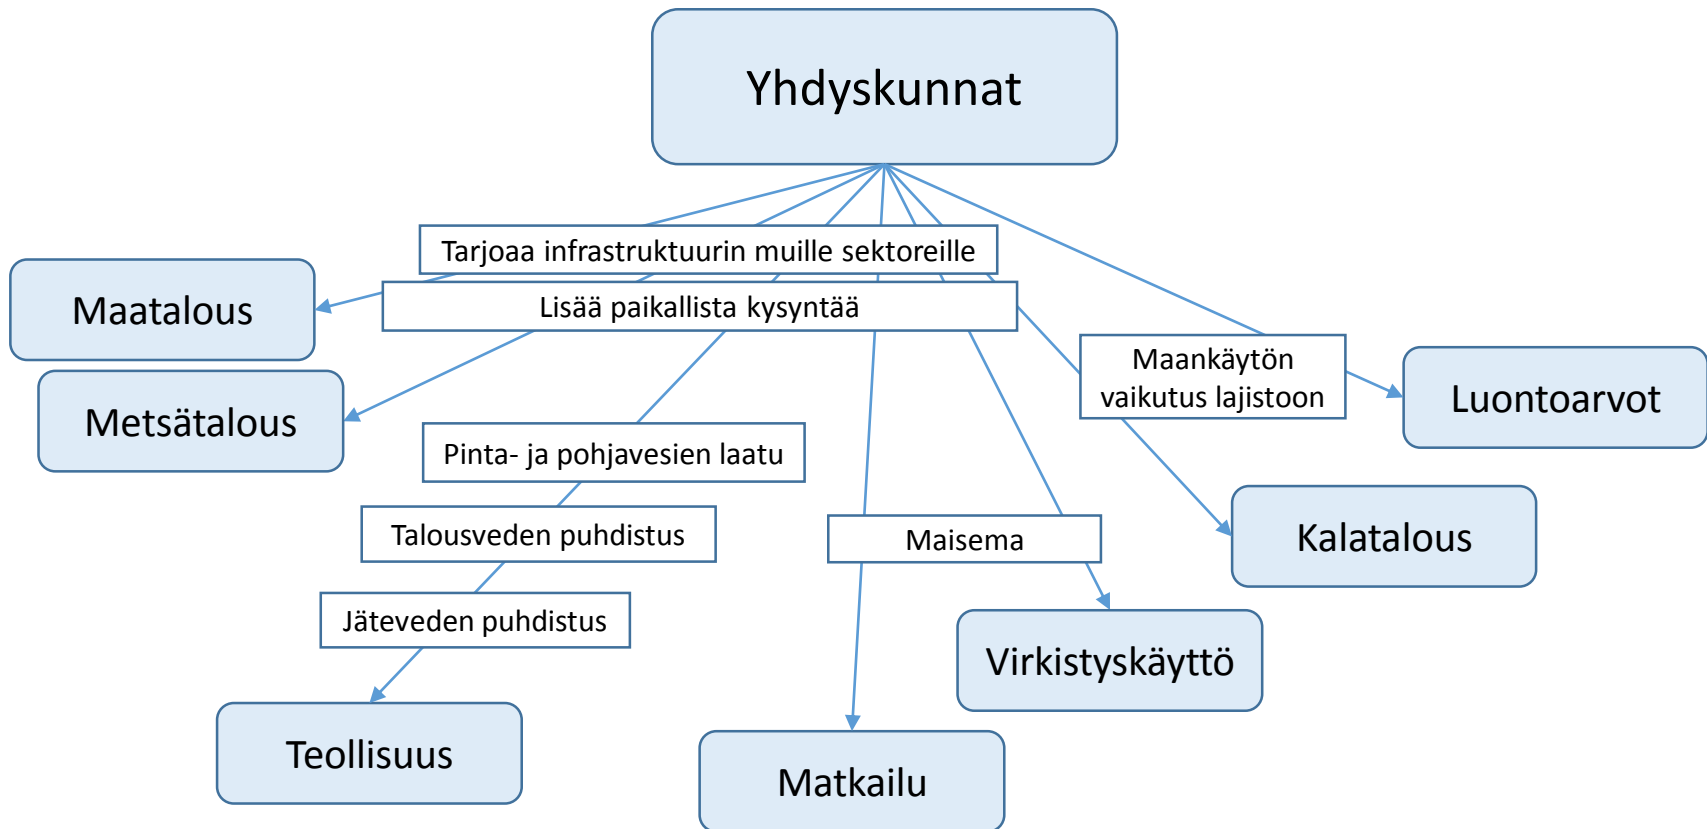 Yhdyskunnat
Tarjoaa infrastruktuurin muille sektoreille
Lisää paikallista kysyntää
Maatalous
Metsätalous
Maankäytön
vaikutus lajistoon
Luontoarvot
Pinta- ja pohjavesien laatu
Talousveden puhdistus
Maisema
Kalatalous
Jäteveden puhdistus
Virkistyskäyttö
Teollisuus
Matkailu